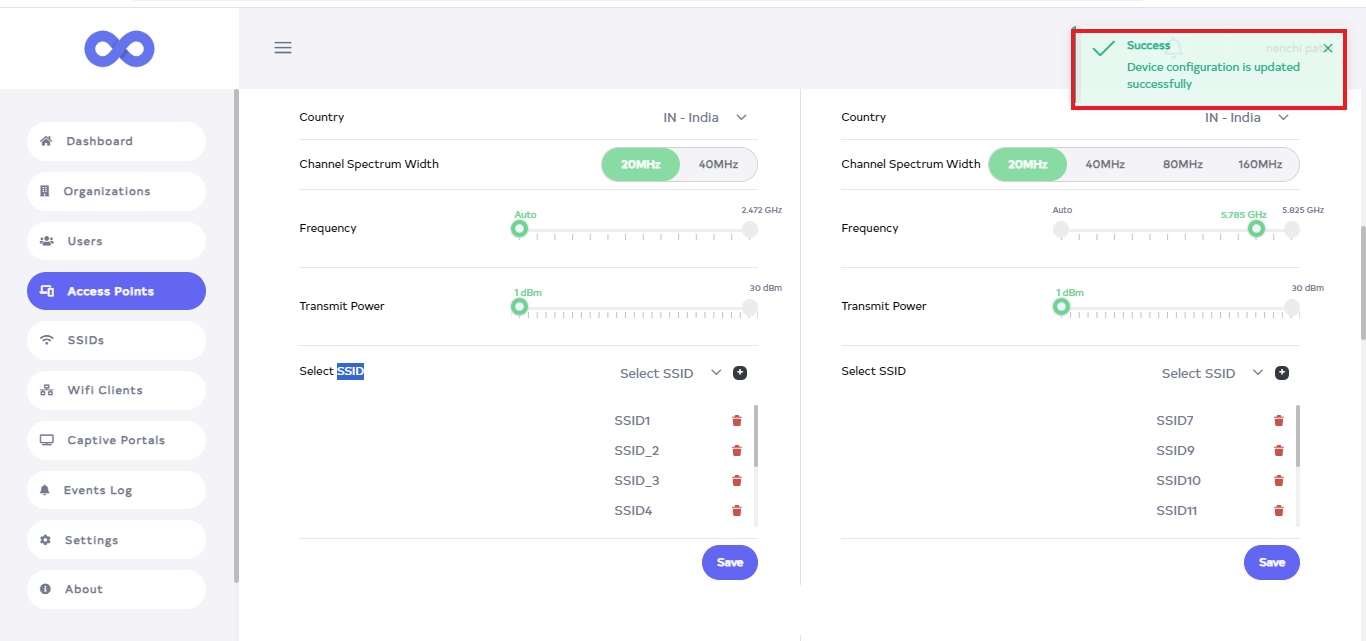 Success
nenchi pat
Device configuration is updated
successfully
Dashboard
Organizations
Users
Access Points
SSIDs
Wifi Clients
Captive Portals
Events Log
Settings
About
Country
IN - India
Channel Spectrum Width
20MHz 40MHz
Frequency
Auto
2.472 GHz
Transmit Power
1 dBm
30 dBm
Select SSID
Select SSID
SSID1
SSID_2
SSID_3
SSID4
Save
Country
IN - India
Channel Spectrum Width
20MHz 40MHz 80MHz 160MHz
Frequency
Auto
5.785 GHz
5.825 GHz
Transmit Power
1 dBm
30 dBm
Select SSID
Select SSID
SSID7
SSID9
SSID10
SSID11
Save